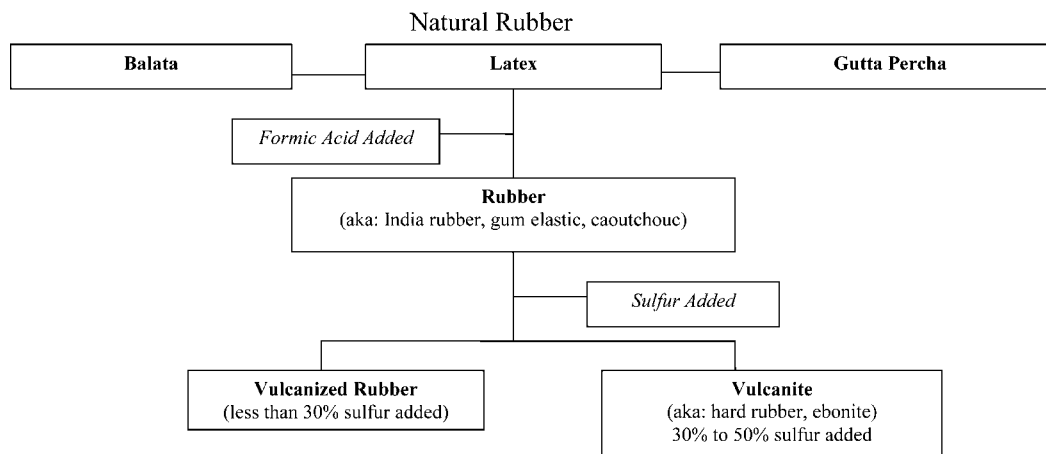 Natural Rubber
Balata
Latex
Gutta Percha
Formic Acid Added
Rubber
(aka: India rubber, gum elastic, caoutchouc)
Sulfur Added
Vulcanized Rubber
(less than 30% sulfur added)
Vulcanite
(aka: hard rubber, ebonite)
30% to 50% sulfur added